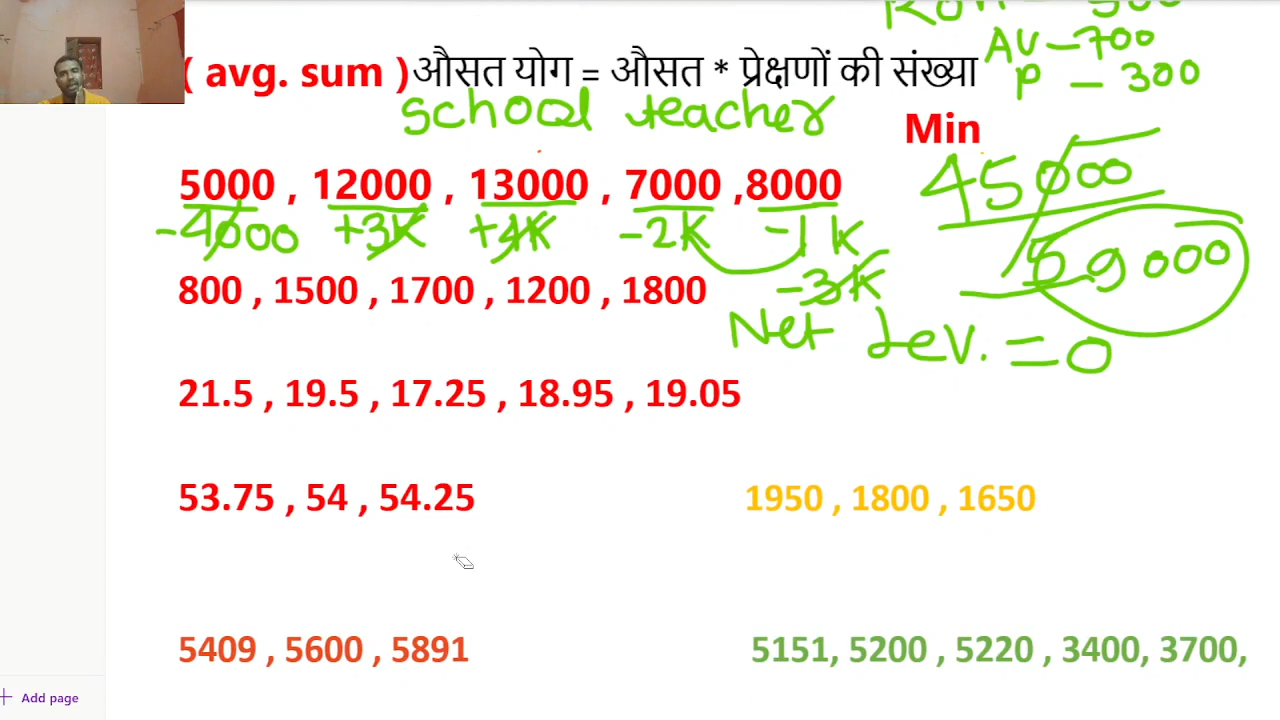 AV - 700
( avg. sum ) औसत योग = औसत * प्रेक्षणों की संख्या
P - 300
school teacher
Min
45000
5000 , 12000 , 13000 , 7000 ,8000
-4000 +3K +4K -2K -1K
9000
-3K
800 , 1500 , 1700 , 1200 , 1800
Net dev. = 0
21.5 , 19.5 , 17.25 , 18.95 , 19.05
53.75 , 54 , 54.25
1950 , 1800 , 1650
5409 , 5600 , 5891
5151, 5200 , 5220 , 3400, 3700,
+ Add page